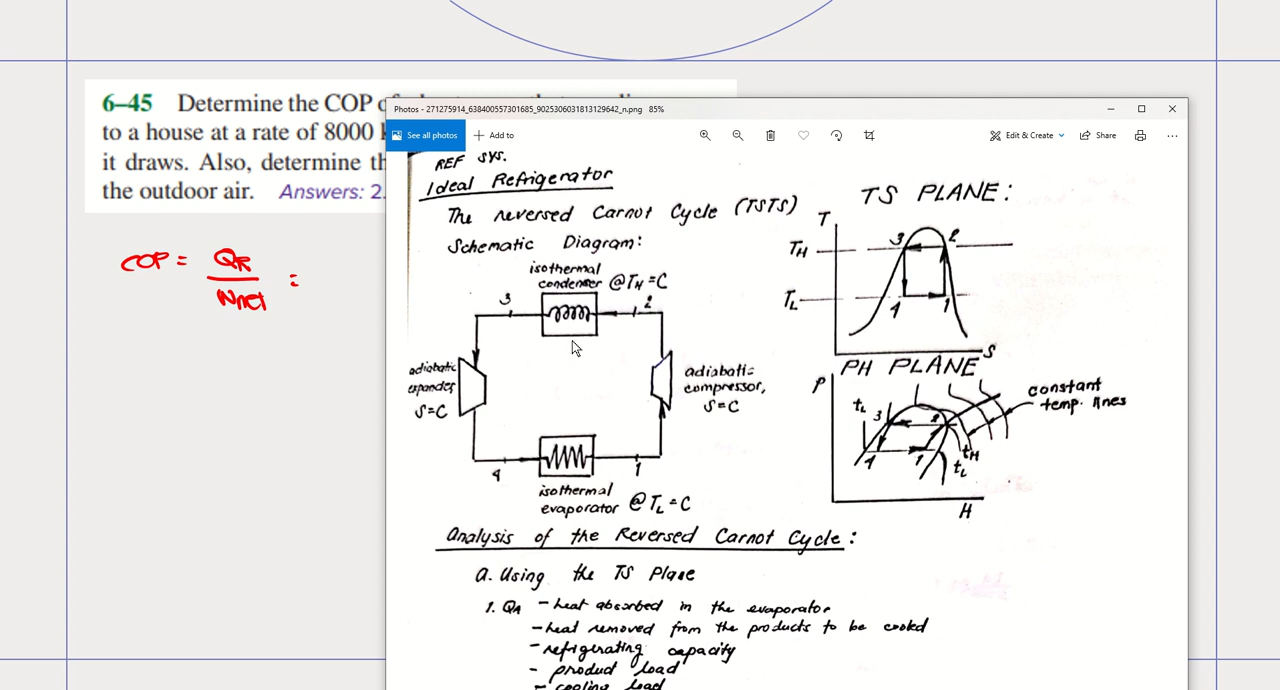 6–45 Determine the COP
to a house at a rate of 8000
it draws. Also, determine
the outdoor air. Answers: 2.
COP = QR / Wnet =
Photos - 271275914_638400557301685_9025306031813129642_n.png 85%
See all photos
Add to
Edit & Create
Share
REF SYS.
Ideal Refrigerator
The reversed Carnot Cycle (TSTS)
Schematic Diagram:
isothermal
condenser @TH=C
3
2
adiabatic
expander
S=C
adiabatic
compressor,
S=C
4
1
isothermal
evaporator @TL=C
TS PLANE:
T
TH
3
2
TL
4
1
S
PH PLANE
P
constant
temp. lines
tL
3
2
4
1
tH
tL
H
Analysis of the Reversed Carnot Cycle:
a. Using the TS Plane
1. QA - heat absorbed in the evaporator
- heat removed from the products to be cooled
- refrigerating capacity
- product load
- cooling load